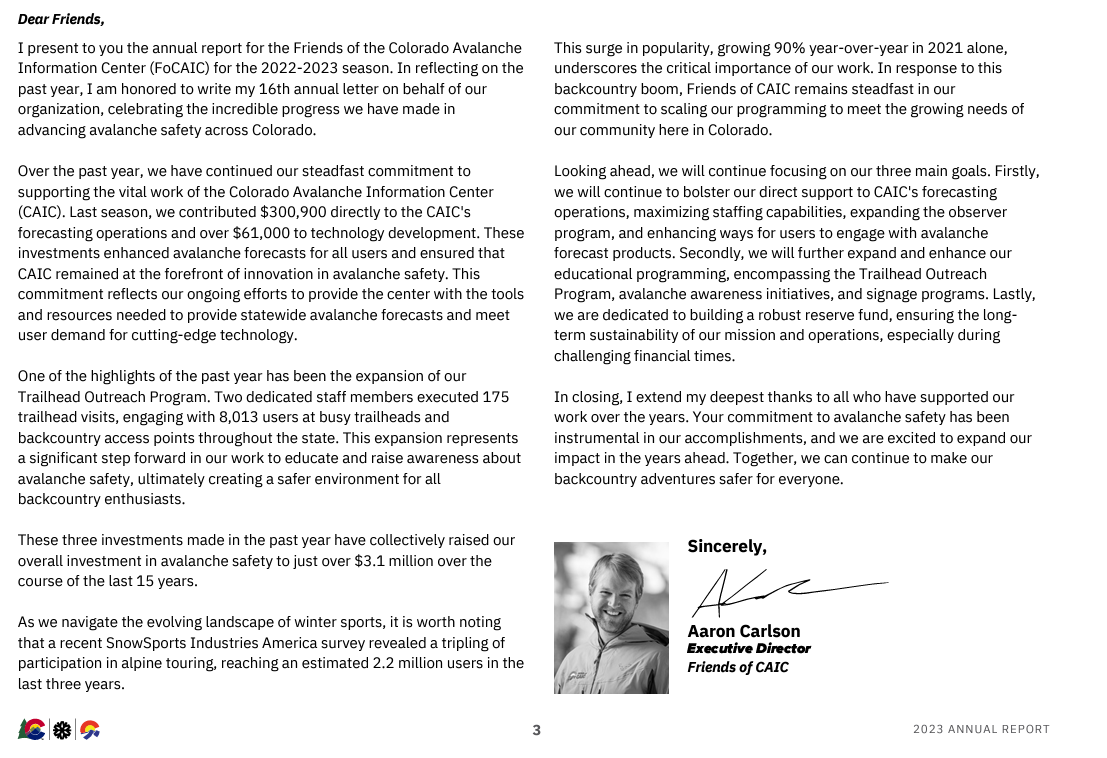 Dear Friends,
I present to you the annual report for the Friends of the Colorado Avalanche
Information Center (FoCAIC) for the 2022-2023 season. In reflecting on the
past year, I am honored to write my 16th annual letter on behalf of our
organization, celebrating the incredible progress we have made in
advancing avalanche safety across Colorado.
Over the past year, we have continued our steadfast commitment to
supporting the vital work of the Colorado Avalanche Information Center
(CAIC). Last season, we contributed $300,900 directly to the CAIC's
forecasting operations and over $61,000 to technology development. These
investments enhanced avalanche forecasts for all users and ensured that
CAIC remained at the forefront of innovation in avalanche safety. This
commitment reflects our ongoing efforts to provide the center with the tools
and resources needed to provide statewide avalanche forecasts and meet
user demand for cutting-edge technology.
One of the highlights of the past year has been the expansion of our
Trailhead Outreach Program. Two dedicated staff members executed 175
trailhead visits, engaging with 8,013 users at busy trailheads and
backcountry access points throughout the state. This expansion represents
a significant step forward in our work to educate and raise awareness about
avalanche safety, ultimately creating a safer environment for all
backcountry enthusiasts.
These three investments made in the past year have collectively raised our
overall investment in avalanche safety to just over $3.1 million over the
course of the last 15 years.
As we navigate the evolving landscape of winter sports, it is worth noting
that a recent SnowSports Industries America survey revealed a tripling of
participation in alpine touring, reaching an estimated 2.2 million users in the
last three years.
This surge in popularity, growing 90% year-over-year in 2021 alone,
underscores the critical importance of our work. In response to this
backcountry boom, Friends of CAIC remains steadfast in our
commitment to scaling our programming to meet the growing needs of
our community here in Colorado.
Looking ahead, we will continue focusing on our three main goals. Firstly,
we will continue to bolster our direct support to CAIC's forecasting
operations, maximizing staffing capabilities, expanding the observer
program, and enhancing ways for users to engage with avalanche
forecast products. Secondly, we will further expand and enhance our
educational programming, encompassing the Trailhead Outreach
Program, avalanche awareness initiatives, and signage programs. Lastly,
we are dedicated to building a robust reserve fund, ensuring the long-
term sustainability of our mission and operations, especially during
challenging financial times.
In closing, I extend my deepest thanks to all who have supported our
work over the years. Your commitment to avalanche safety has been
instrumental in our accomplishments, and we are excited to expand our
impact in the years ahead. Together, we can continue to make our
backcountry adventures safer for everyone.
Sincerely,
Aaron Carlson
Executive Director
Friends of CAIC
3
2023 ANNUAL REPORT